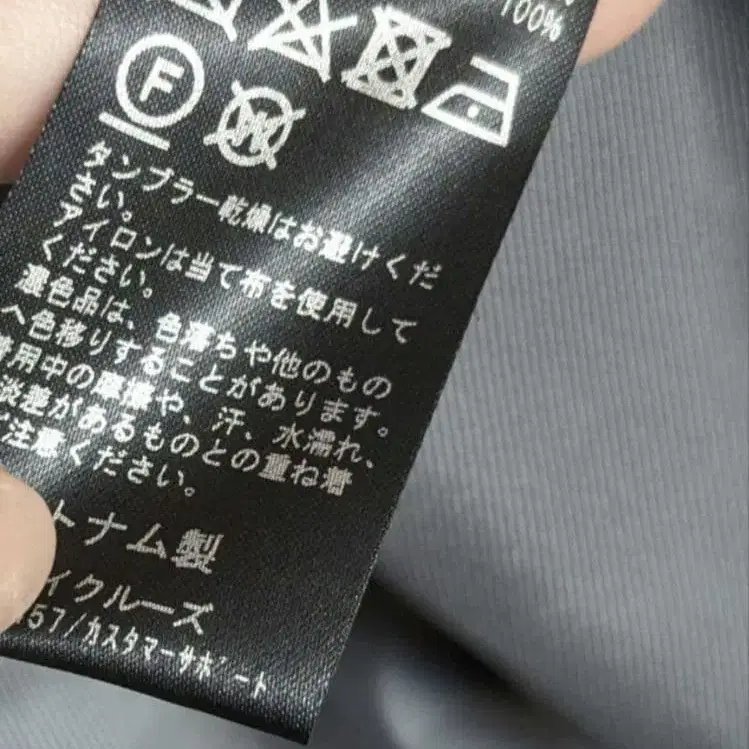 100%
F
W
タンブラー乾燥はお避けくだ
さい。
アイロンは当て布を使用して
ください。
濃色品は、色落ちや他のもの
へ色移りすることがあります。
着用中の摩擦や、汗、水濡れ、
淡差があるものとの重ね着
ご注意ください。
トナム製
イクルーズ
57/カスタマーサポート